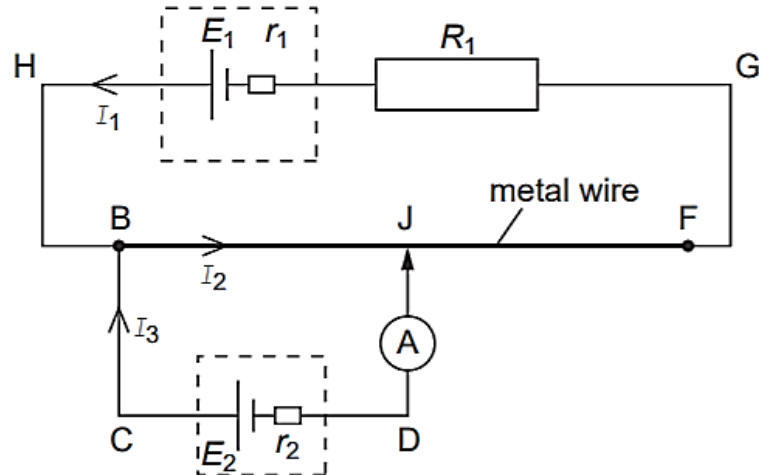 E1 r1 R1
H G
I1
metal wire
B J F
I2
I3
A
C E2 r2 D